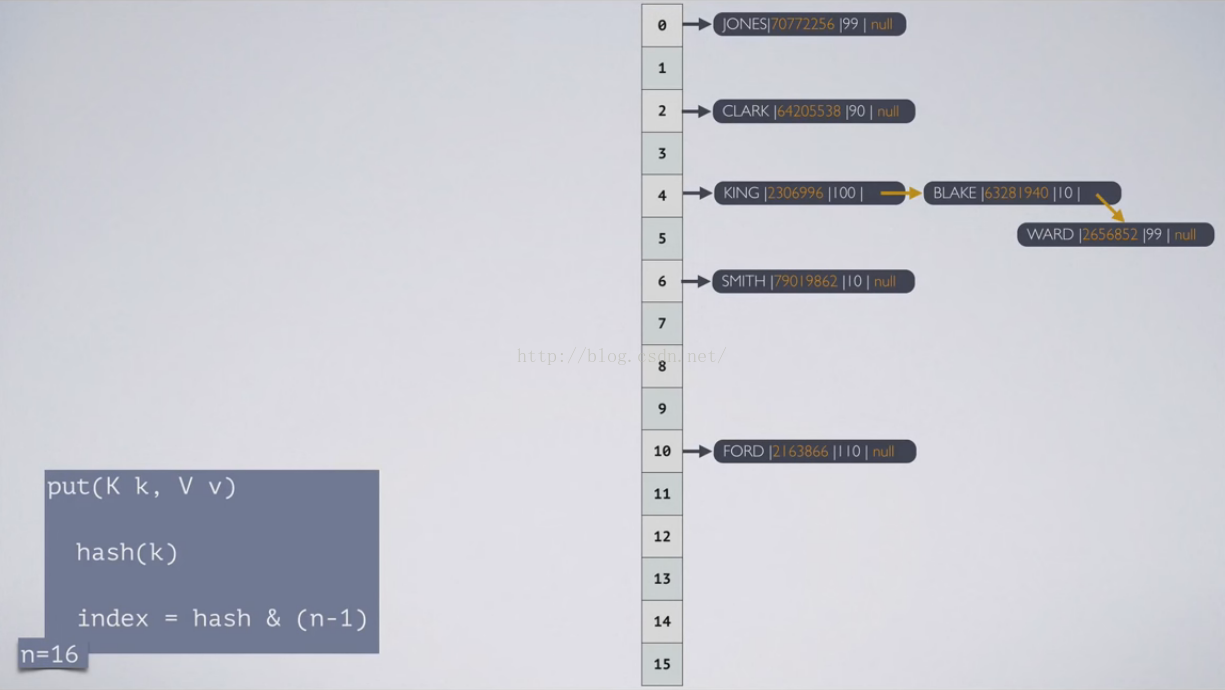 0
JONES|70772256 |99 | null
1
2
CLARK |64205538 |90 | null
3
4
KING |2306996 |100 |
BLAKE |63281940 |10 |
WARD |2656852 |99 | null
5
6
SMITH |79019862 |10 | null
7
http://blog.csdn.net/
8
9
10
FORD |2163866 |110 | null
11
12
13
14
15
put(K k, V v)
hash(k)
index = hash & (n-1)
n=16